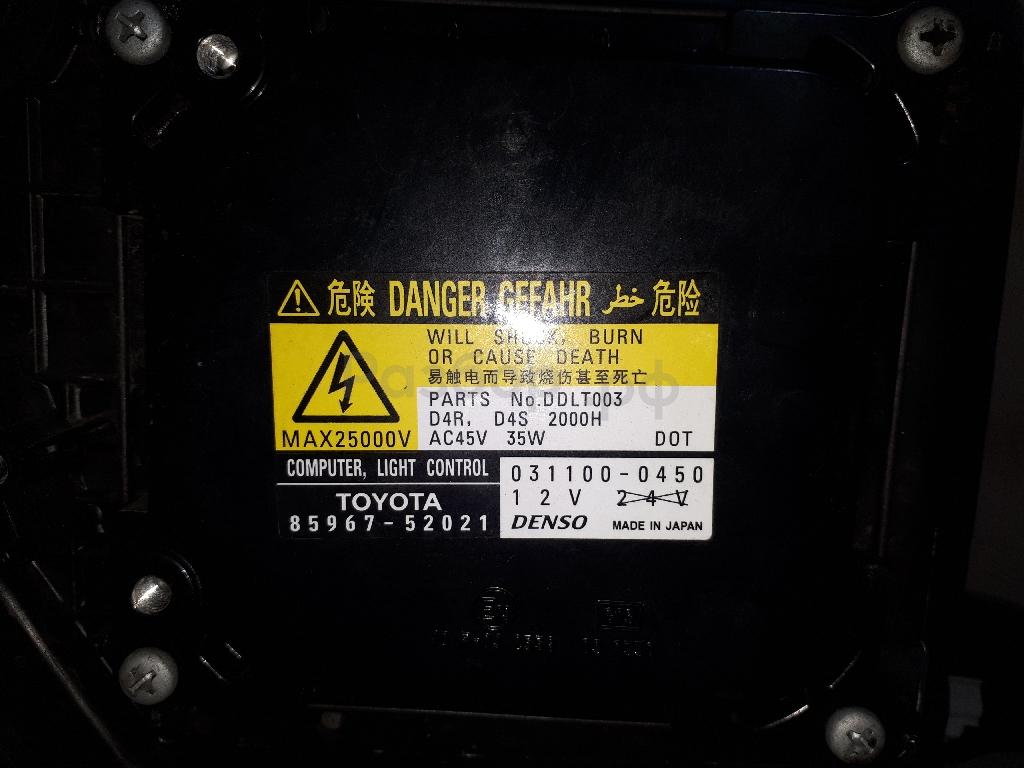 危険 DANGER GEFAHR خطر 危险
WILL SHOCK, BURN
OR CAUSE DEATH
易触电而导致烧伤甚至死亡
MAX25000V
PARTS No.DDLT003
D4R, D4S 2000H
AC45V 35W DOT
COMPUTER, LIGHT CONTROL
TOYOTA
85967-52021
031100-0450
12V 24V
DENSO MADE IN JAPAN